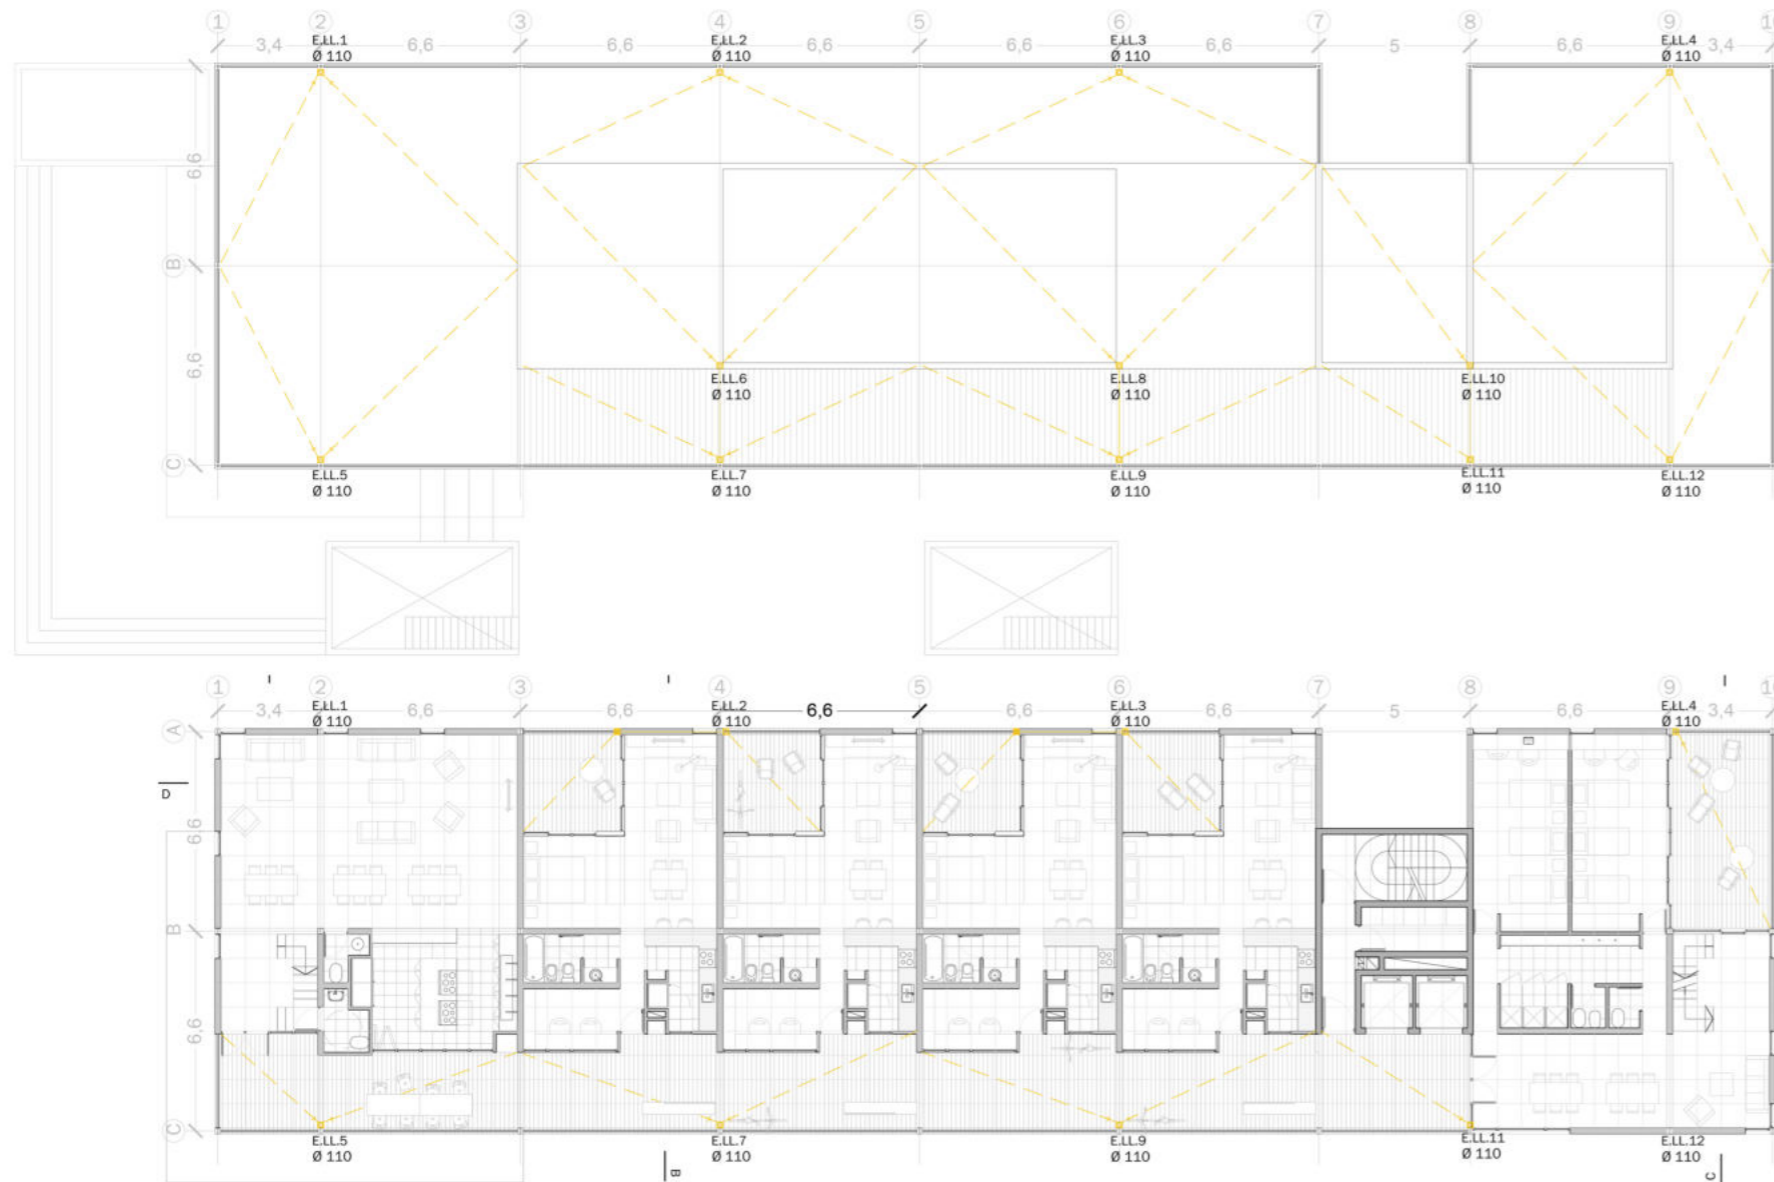 1 2 3 4 5 6 7 8 9 1
E.LL.1 E.LL.2 E.LL.3 E.LL.4
3,4 6,6 6,6 6,6 6,6 6,6 5 6,6 3,4
Ø 110 Ø 110 Ø 110 Ø 110
6,6
B
6,6
E.LL.6 E.LL.8 E.LL.10
Ø 110 Ø 110 Ø 110
C
E.LL.5 E.LL.7 E.LL.9 E.LL.11 E.LL.12
Ø 110 Ø 110 Ø 110 Ø 110 Ø 110
1 2 3 4 5 6 7 8 9 1
E.LL.1 E.LL.2 E.LL.3 E.LL.4
3,4 6,6 6,6 6,6 6,6 6,6 5 6,6 3,4
Ø 110 Ø 110 Ø 110 Ø 110
A
D
6,6
B
6,6
C
E.LL.5 E.LL.7 E.LL.9 E.LL.11 E.LL.12
Ø 110 Ø 110 Ø 110 Ø 110 Ø 110
B C